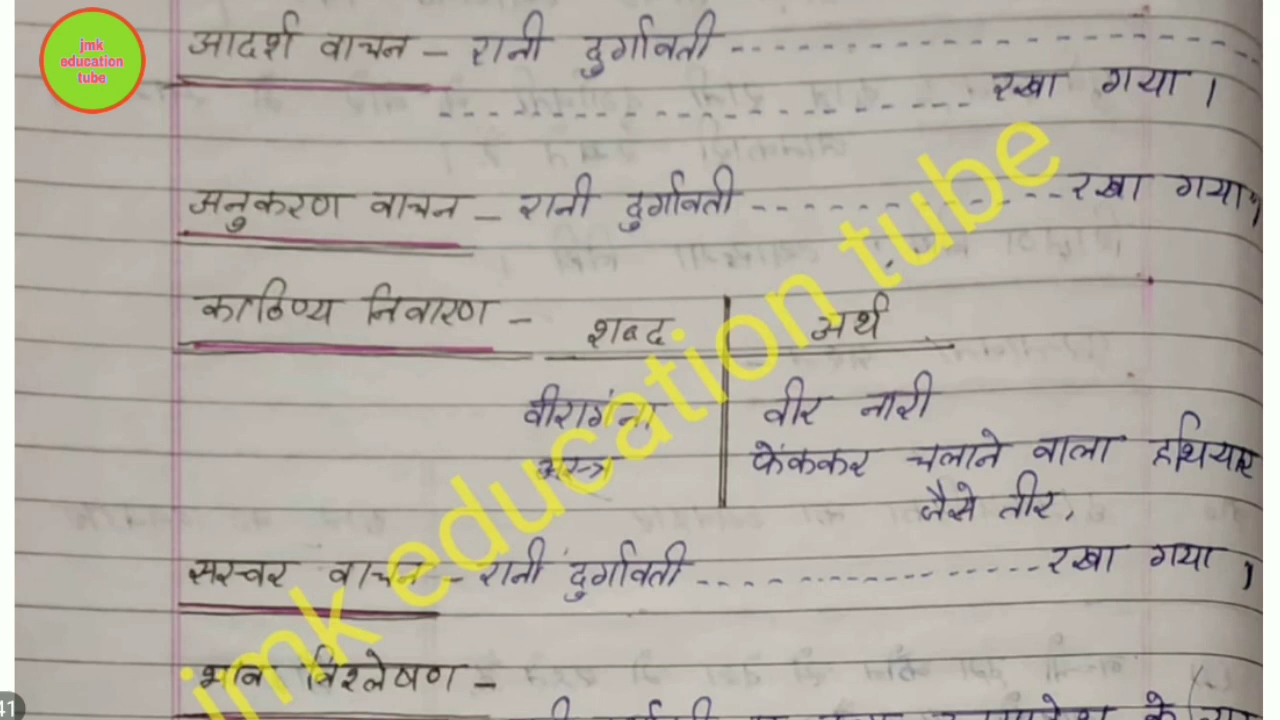 jmk
education
tube
आदर्श वाचन - रानी दुर्गावती --------------------
-------------------- रखा गया ।
अनुकरण वाचन - रानी दुर्गावती --------------- रखा गया ।
काठिण्य निवारण - शब्द | अर्थ
वीरागंना | वीर नारी
अस्त्र | फेंककर चलाने वाला हथियार
जैसे तीर,
सस्वर वाचन - रानी दुर्गावती --------------- रखा गया ।
भाव विश्लेषण -
jmk education tube
41